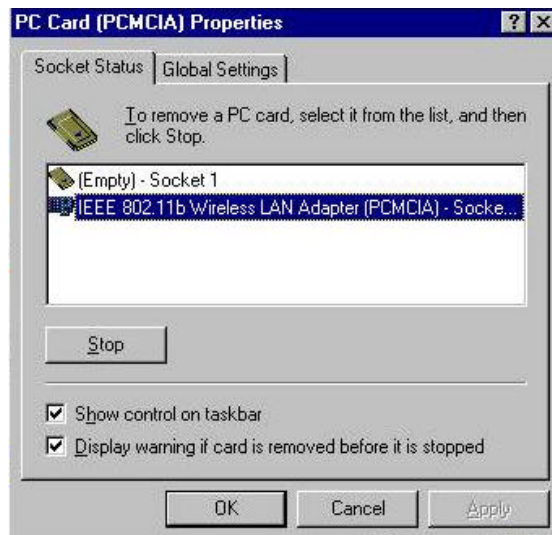 PC Card (PCMCIA) Properties
Socket Status
Global Settings
To remove a PC card, select it from the list, and then
click Stop.
(Empty) - Socket 1
IEEE 802.11b Wireless LAN Adapter (PCMCIA) - Socke...
Stop
Show control on taskbar
Display warning if card is removed before it is stopped
OK
Cancel
Apply